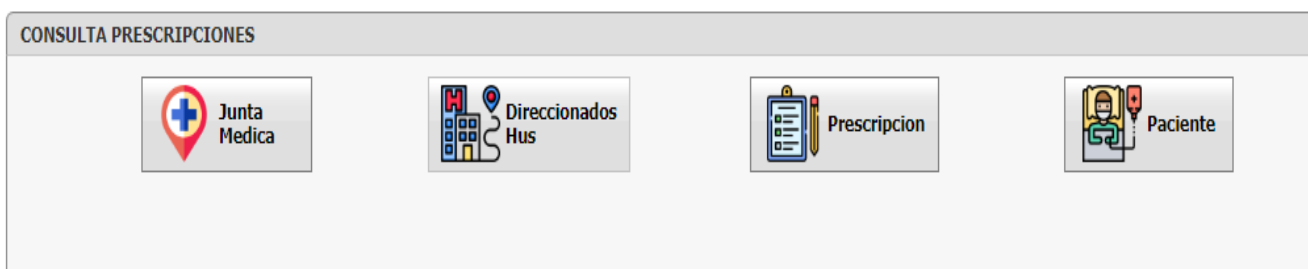 CONSULTA PRESCRIPCIONES
Junta
Medica
H
Direccionados
Hus
Prescripcion
Paciente